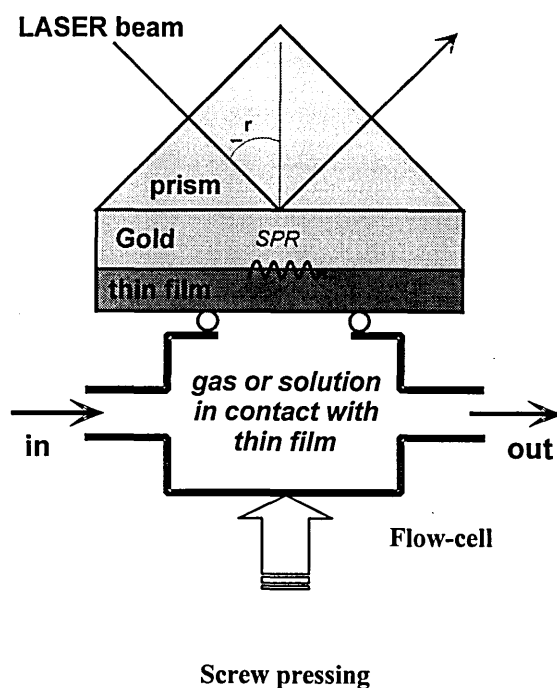 LASER beam
r
prism
Gold
SPR
thin film
gas or solution
in contact with
thin film
in
out
Flow-cell
Screw pressing